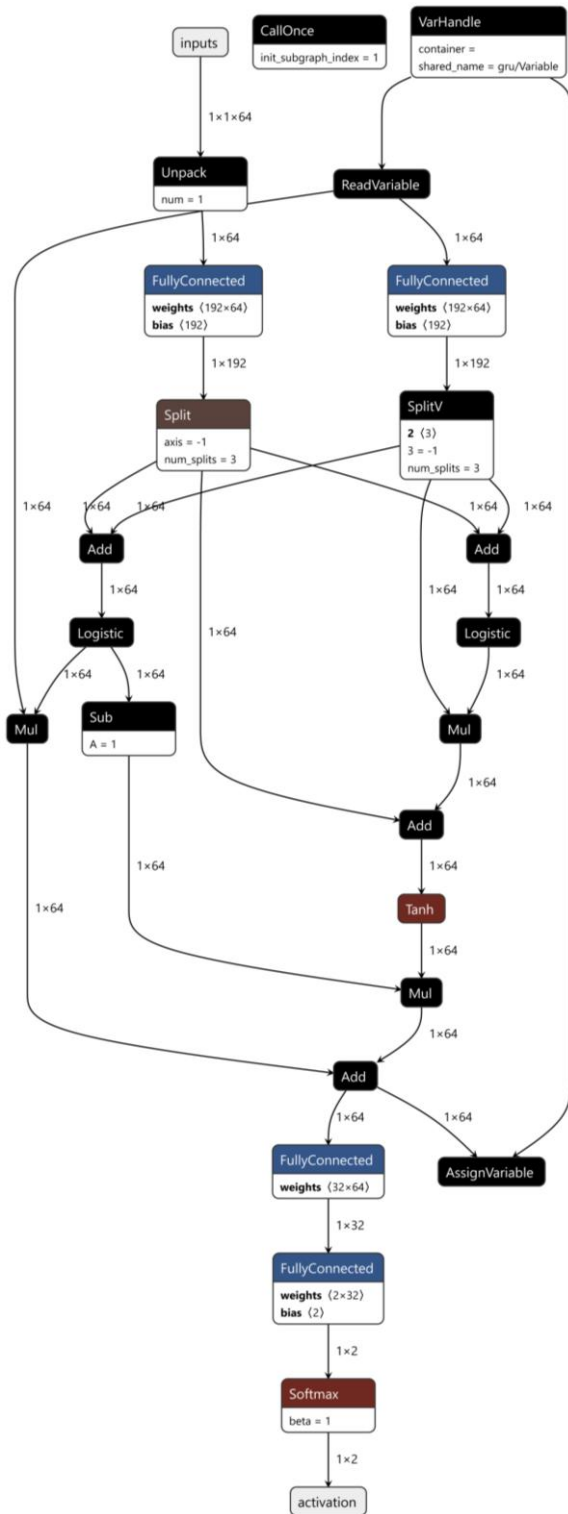 inputs
CallOnce
init_subgraph_index = 1
VarHandle
container =
shared_name = gru/Variable
1×1×64
Unpack
num = 1
ReadVariable
1×64
1×64
FullyConnected
weights ⟨192×64⟩
bias ⟨192⟩
FullyConnected
weights ⟨192×64⟩
bias ⟨192⟩
1×192
1×192
Split
axis = -1
num_splits = 3
SplitV
2 ⟨3⟩
3 = -1
num_splits = 3
1×64
1×64
1×64
1×64
1×64
Add
Add
1×64
1×64
1×64
1×64
Logistic
Logistic
1×64
1×64
1×64
Mul
Sub
A = 1
Mul
1×64
Add
1×64
1×64
1×64
Tanh
1×64
Mul
1×64
Add
1×64
1×64
FullyConnected
weights ⟨32×64⟩
AssignVariable
1×32
FullyConnected
weights ⟨2×32⟩
bias ⟨2⟩
1×2
Softmax
beta = 1
1×2
activation